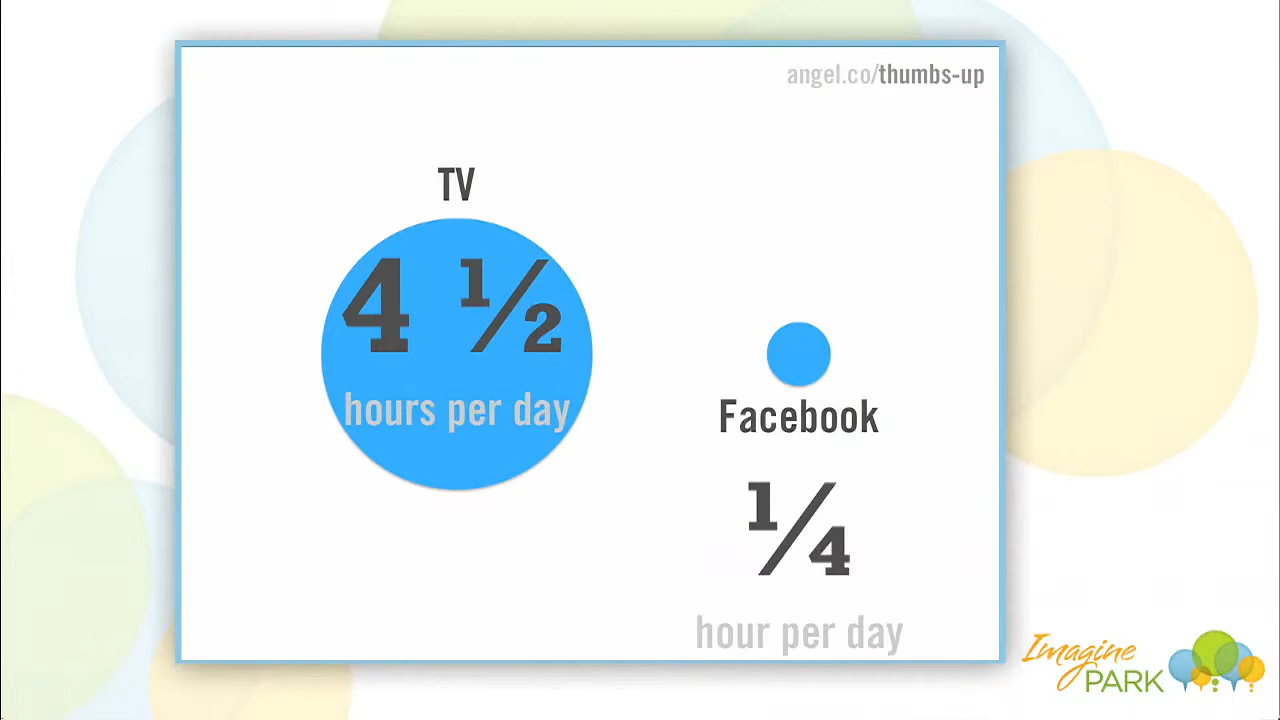 angel.co/thumbs-up
TV
4 ½
hours per day
Facebook
¼
hour per day
Imagine
PARK